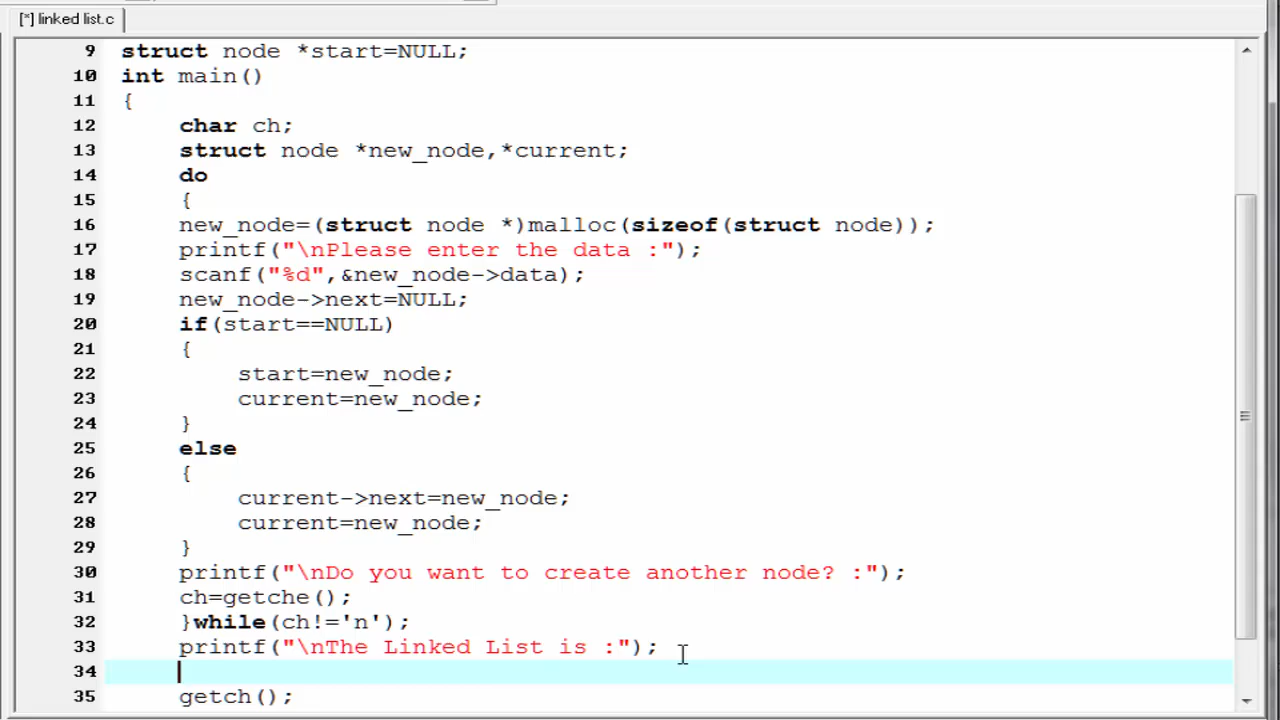 [*] linked list.c
9 struct node *start=NULL;
10 int main()
11 {
12 char ch;
13 struct node *new_node,*current;
14 do
15 {
16 new_node=(struct node *)malloc(sizeof(struct node));
17 printf("\nPlease enter the data :");
18 scanf("%d",&new_node->data);
19 new_node->next=NULL;
20 if(start==NULL)
21 {
22 start=new_node;
23 current=new_node;
24 }
25 else
26 {
27 current->next=new_node;
28 current=new_node;
29 }
30 printf("\nDo you want to create another node? :");
31 ch=getche();
32 }while(ch!='n');
33 printf("\nThe Linked List is :");
34
35 getch();